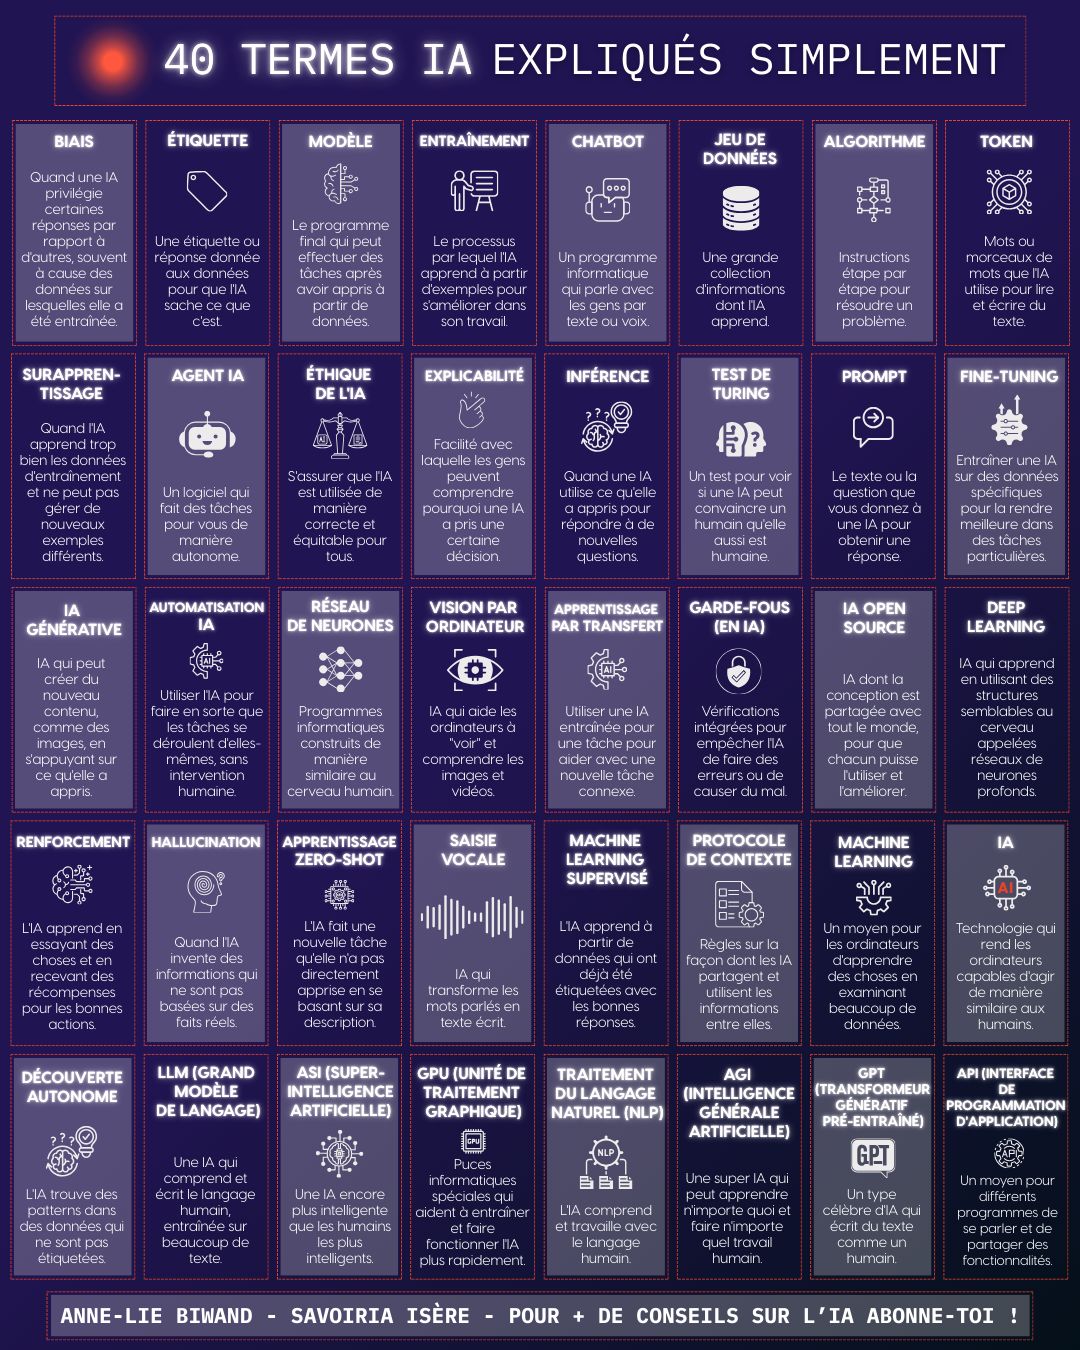 40 TERMES IA EXPLIQUÉS SIMPLEMENT
BIAIS
Quand une IA
privilégie
certaines
réponses par
rapport à
d'autres, souvent
à cause des
données sur
lesquelles elle a
été entraînée.
ÉTIQUETTE
Une étiquette ou
réponse donnée
aux données
pour que l'IA
sache ce que
c'est.
MODÈLE
Le programme
final qui peut
effectuer des
tâches après
avoir appris à
partir de
données.
ENTRAÎNEMENT
Le processus
par lequel l'IA
apprend à partir
d'exemples pour
s'améliorer dans
son travail.
CHATBOT
Un programme
informatique
qui parle avec
les gens par
texte ou voix.
JEU DE
DONNÉES
Une grande
collection
d'informations
dont l'IA
apprend.
ALGORITHME
Instructions
étape par
étape pour
résoudre un
problème.
TOKEN
Mots ou
morceaux de
mots que l'IA
utilise pour lire
et écrire du
texte.
SURAPPREN-
TISSAGE
Quand l'IA
apprend trop
bien les données
d'entraînement
et ne peut pas
gérer de
nouveaux
exemples
différents.
AGENT IA
Un logiciel qui
fait des tâches
pour vous de
manière
autonome.
ÉTHIQUE
DE L'IA
AI
AI
S'assurer que l'IA
est utilisée de
manière
correcte et
équitable pour
tous.
EXPLICABILITÉ
Facilité avec
laquelle les gens
peuvent
comprendre
pourquoi une IA
a pris une
certaine
décision.
INFÉRENCE
???
Quand une IA
utilise ce qu'elle
a appris pour
répondre à de
nouvelles
questions.
TEST DE
TURING
?
Un test pour voir
si une IA peut
convaincre un
humain qu'elle
aussi est
humaine.
PROMPT
Le texte ou la
question que
vous donnez à
une IA pour
obtenir une
réponse.
FINE-TUNING
Entraîner une IA
sur des données
spécifiques
pour la rendre
meilleure dans
des tâches
particulières.
IA
GÉNÉRATIVE
IA qui peut
créer du
nouveau
contenu,
comme des
images, en
s'appuyant sur
ce qu'elle a
appris.
AUTOMATISATION
IA
AI
Utiliser l'IA pour
faire en sorte que
les tâches se
déroulent d'elles-
mêmes, sans
intervention
humaine.
RÉSEAU
DE NEURONES
Programmes
informatiques
construits de
manière
similaire au
cerveau humain.
VISION PAR
ORDINATEUR
IA qui aide les
ordinateurs à
"voir" et
comprendre les
images et
vidéos.
APPRENTISSAGE
PAR TRANSFERT
AI
Utiliser une IA
entraînée pour
une tâche pour
aider avec une
nouvelle tâche
connexe.
GARDE-FOUS
(EN IA)
Vérifications
intégrées pour
empêcher l'IA
de faire des
erreurs ou de
causer du mal.
IA OPEN
SOURCE
IA dont la
conception est
partagée avec
tout le monde,
pour que
chacun puisse
l'utiliser et
l'améliorer.
DEEP
LEARNING
IA qui apprend
en utilisant des
structures
semblables au
cerveau
appelées
réseaux de
neurones
profonds.
RENFORCEMENT
L'IA apprend en
essayant des
choses et en
recevant des
récompenses
pour les bonnes
actions.
HALLUCINATION
Quand l'IA
invente des
informations qui
ne sont pas
basées sur des
faits réels.
APPRENTISSAGE
ZERO-SHOT
L'IA fait une
nouvelle tâche
qu'elle n'a pas
directement
apprise en se
basant sur sa
description.
SAISIE
VOCALE
IA qui
transforme les
mots parlés en
texte écrit.
MACHINE
LEARNING
SUPERVISÉ
L'IA apprend à
partir de
données qui ont
déjà été
étiquetées avec
les bonnes
réponses.
PROTOCOLE
DE CONTEXTE
Règles sur la
façon dont les IA
partagent et
utilisent les
informations
entre elles.
MACHINE
LEARNING
Un moyen pour
les ordinateurs
d'apprendre
des choses en
examinant
beaucoup de
données.
IA
AI
Technologie qui
rend les
ordinateurs
capables d'agir
de manière
similaire aux
humains.
DÉCOUVERTE
AUTONOME
???
L'IA trouve des
patterns dans
des données qui
ne sont pas
étiquetées.
LLM (GRAND
MODÈLE
DE LANGAGE)
Une IA qui
comprend et
écrit le langage
humain,
entraînée sur
beaucoup de
texte.
ASI (SUPER-
INTELLIGENCE
ARTIFICIELLE)
Une IA encore
plus intelligente
que les humains
les plus
intelligents.
GPU (UNITÉ DE
TRAITEMENT
GRAPHIQUE)
GPU
Puces
informatiques
spéciales qui
aident à entraîner
et faire
fonctionner l'IA
plus rapidement.
TRAITEMENT
DU LANGAGE
NATUREL (NLP)
NLP
L'IA comprend
et travaille avec
le langage
humain.
AGI
(INTELLIGENCE
GÉNÉRALE
ARTIFICIELLE)
Une super IA qui
peut apprendre
n'importe quoi et
faire n'importe
quel travail
humain.
GPT
(TRANSFORMEUR
GÉNÉRATIF
PRÉ-ENTRAÎNÉ)
GPT
Un type
célèbre d'IA qui
écrit du texte
comme un
humain.
API (INTERFACE
DE
PROGRAMMATION
D'APPLICATION)
API
Un moyen pour
différents
programmes de
se parler et de
partager des
fonctionnalités.
ANNE-LIE BIWAND - SAVOIRIA ISÈRE - POUR + DE CONSEILS SUR L’IA ABONNE-TOI !